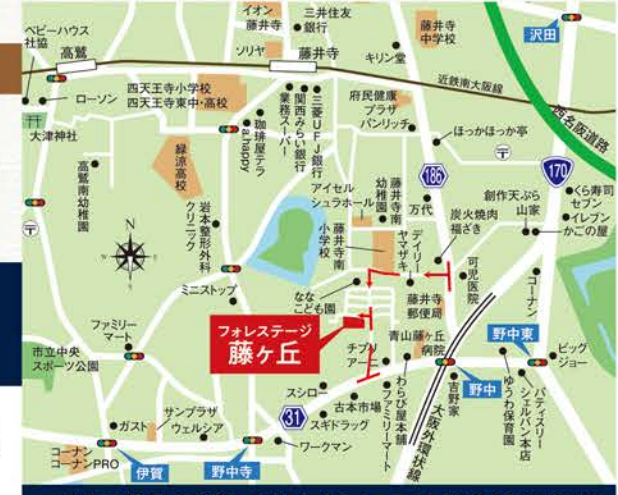 ベビーハウス
社協
高鷲
イオン
藤井寺
三井住友
銀行
ソリヤ
藤井寺
キリン堂
藤井寺
中学校
沢田
ローソン
四天王寺小学校
四天王寺東中・高校
近鉄南大阪線
西名阪道路
大津神社
珈琲屋テラ
a.happy
業務スーパー
関西みらい銀行
三菱UFJ銀行
府民健康
プラザ
パンリッチ
ほっかほっか亭
緑涼高校
高鷲南幼稚園
岩本整形外科
クリニック
アイセル
シュラホール
藤井寺南
幼稚園
186
170
万代
創作天ぷら
山家
くら寿司
セブン
イレブン
かごの屋
藤井寺南
小学校
デイリー
ヤマザキ
炭火焼肉
福ざき
可児医院
コーナン
N
ミニストップ
なな
こども園
藤井寺
郵便局
ファミリー
マート
市立中央
スポーツ公園
フォレステージ
藤ヶ丘
チプリ
アーノ
青山藤ヶ丘
病院
野中東
ビッグ
ジョー
野中
スシロー
古本市場
ファミリーマート
わらび屋本舗
吉野家
ゆうわ保育園
パティスリー
シェルバン本店
大阪外環状線
31
スギドラッグ
ガスト
サンプラザ
ウェルシア
ワークマン
コーナン
コーナンPRO
伊賀
野中寺